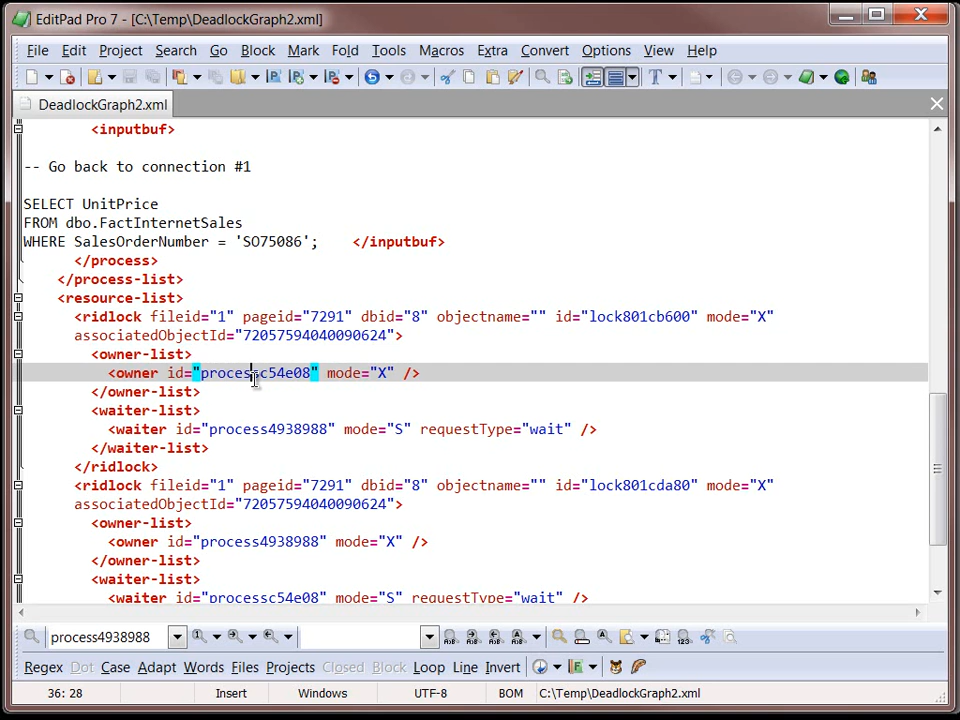 EditPad Pro 7 - [C:\Temp\DeadlockGraph2.xml]
File Edit Project Search Go Block Mark Fold Tools Macros Extra Convert Options View Help
DeadlockGraph2.xml
<inputbuf>
-- Go back to connection #1
SELECT UnitPrice
FROM dbo.FactInternetSales
WHERE SalesOrderNumber = 'SO75086';    </inputbuf>
</process>
</process-list>
<resource-list>
<ridlock fileid="1" pageid="7291" dbid="8" objectname="" id="lock801cb600" mode="X"
associatedObjectId="72057594040090624">
<owner-list>
<owner id="processc54e08" mode="X" />
</owner-list>
<waiter-list>
<waiter id="process4938988" mode="S" requestType="wait" />
</waiter-list>
</ridlock>
<ridlock fileid="1" pageid="7291" dbid="8" objectname="" id="lock801cda80" mode="X"
associatedObjectId="72057594040090624">
<owner-list>
<owner id="process4938988" mode="X" />
</owner-list>
<waiter-list>
<waiter id="processc54e08" mode="S" requestType="wait" />
process4938988
Regex Dot Case Adapt Words Files Projects Closed Block Loop Line Invert
36: 28 Insert Windows UTF-8 BOM C:\Temp\DeadlockGraph2.xml